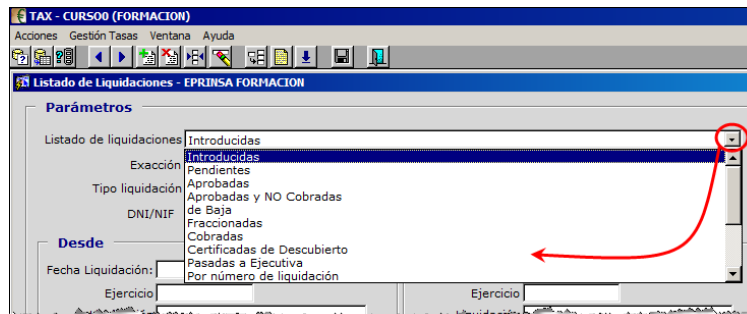 TAX - CURSO0 (FORMACION)
Acciones Gestión Tasas Ventana Ayuda
Listado de Liquidaciones - EPRINSA FORMACION
Parámetros
Listado de liquidaciones Introducidas
Introducidas
Exacción Pendientes
Aprobadas
Tipo liquidación Aprobadas y NO Cobradas
de Baja
DNI/NIF Fraccionadas
Cobradas
Desde Certificadas de Descubierto
Fecha Liquidación: Pasadas a Ejecutiva
Por número de liquidación
Ejercicio Ejercicio